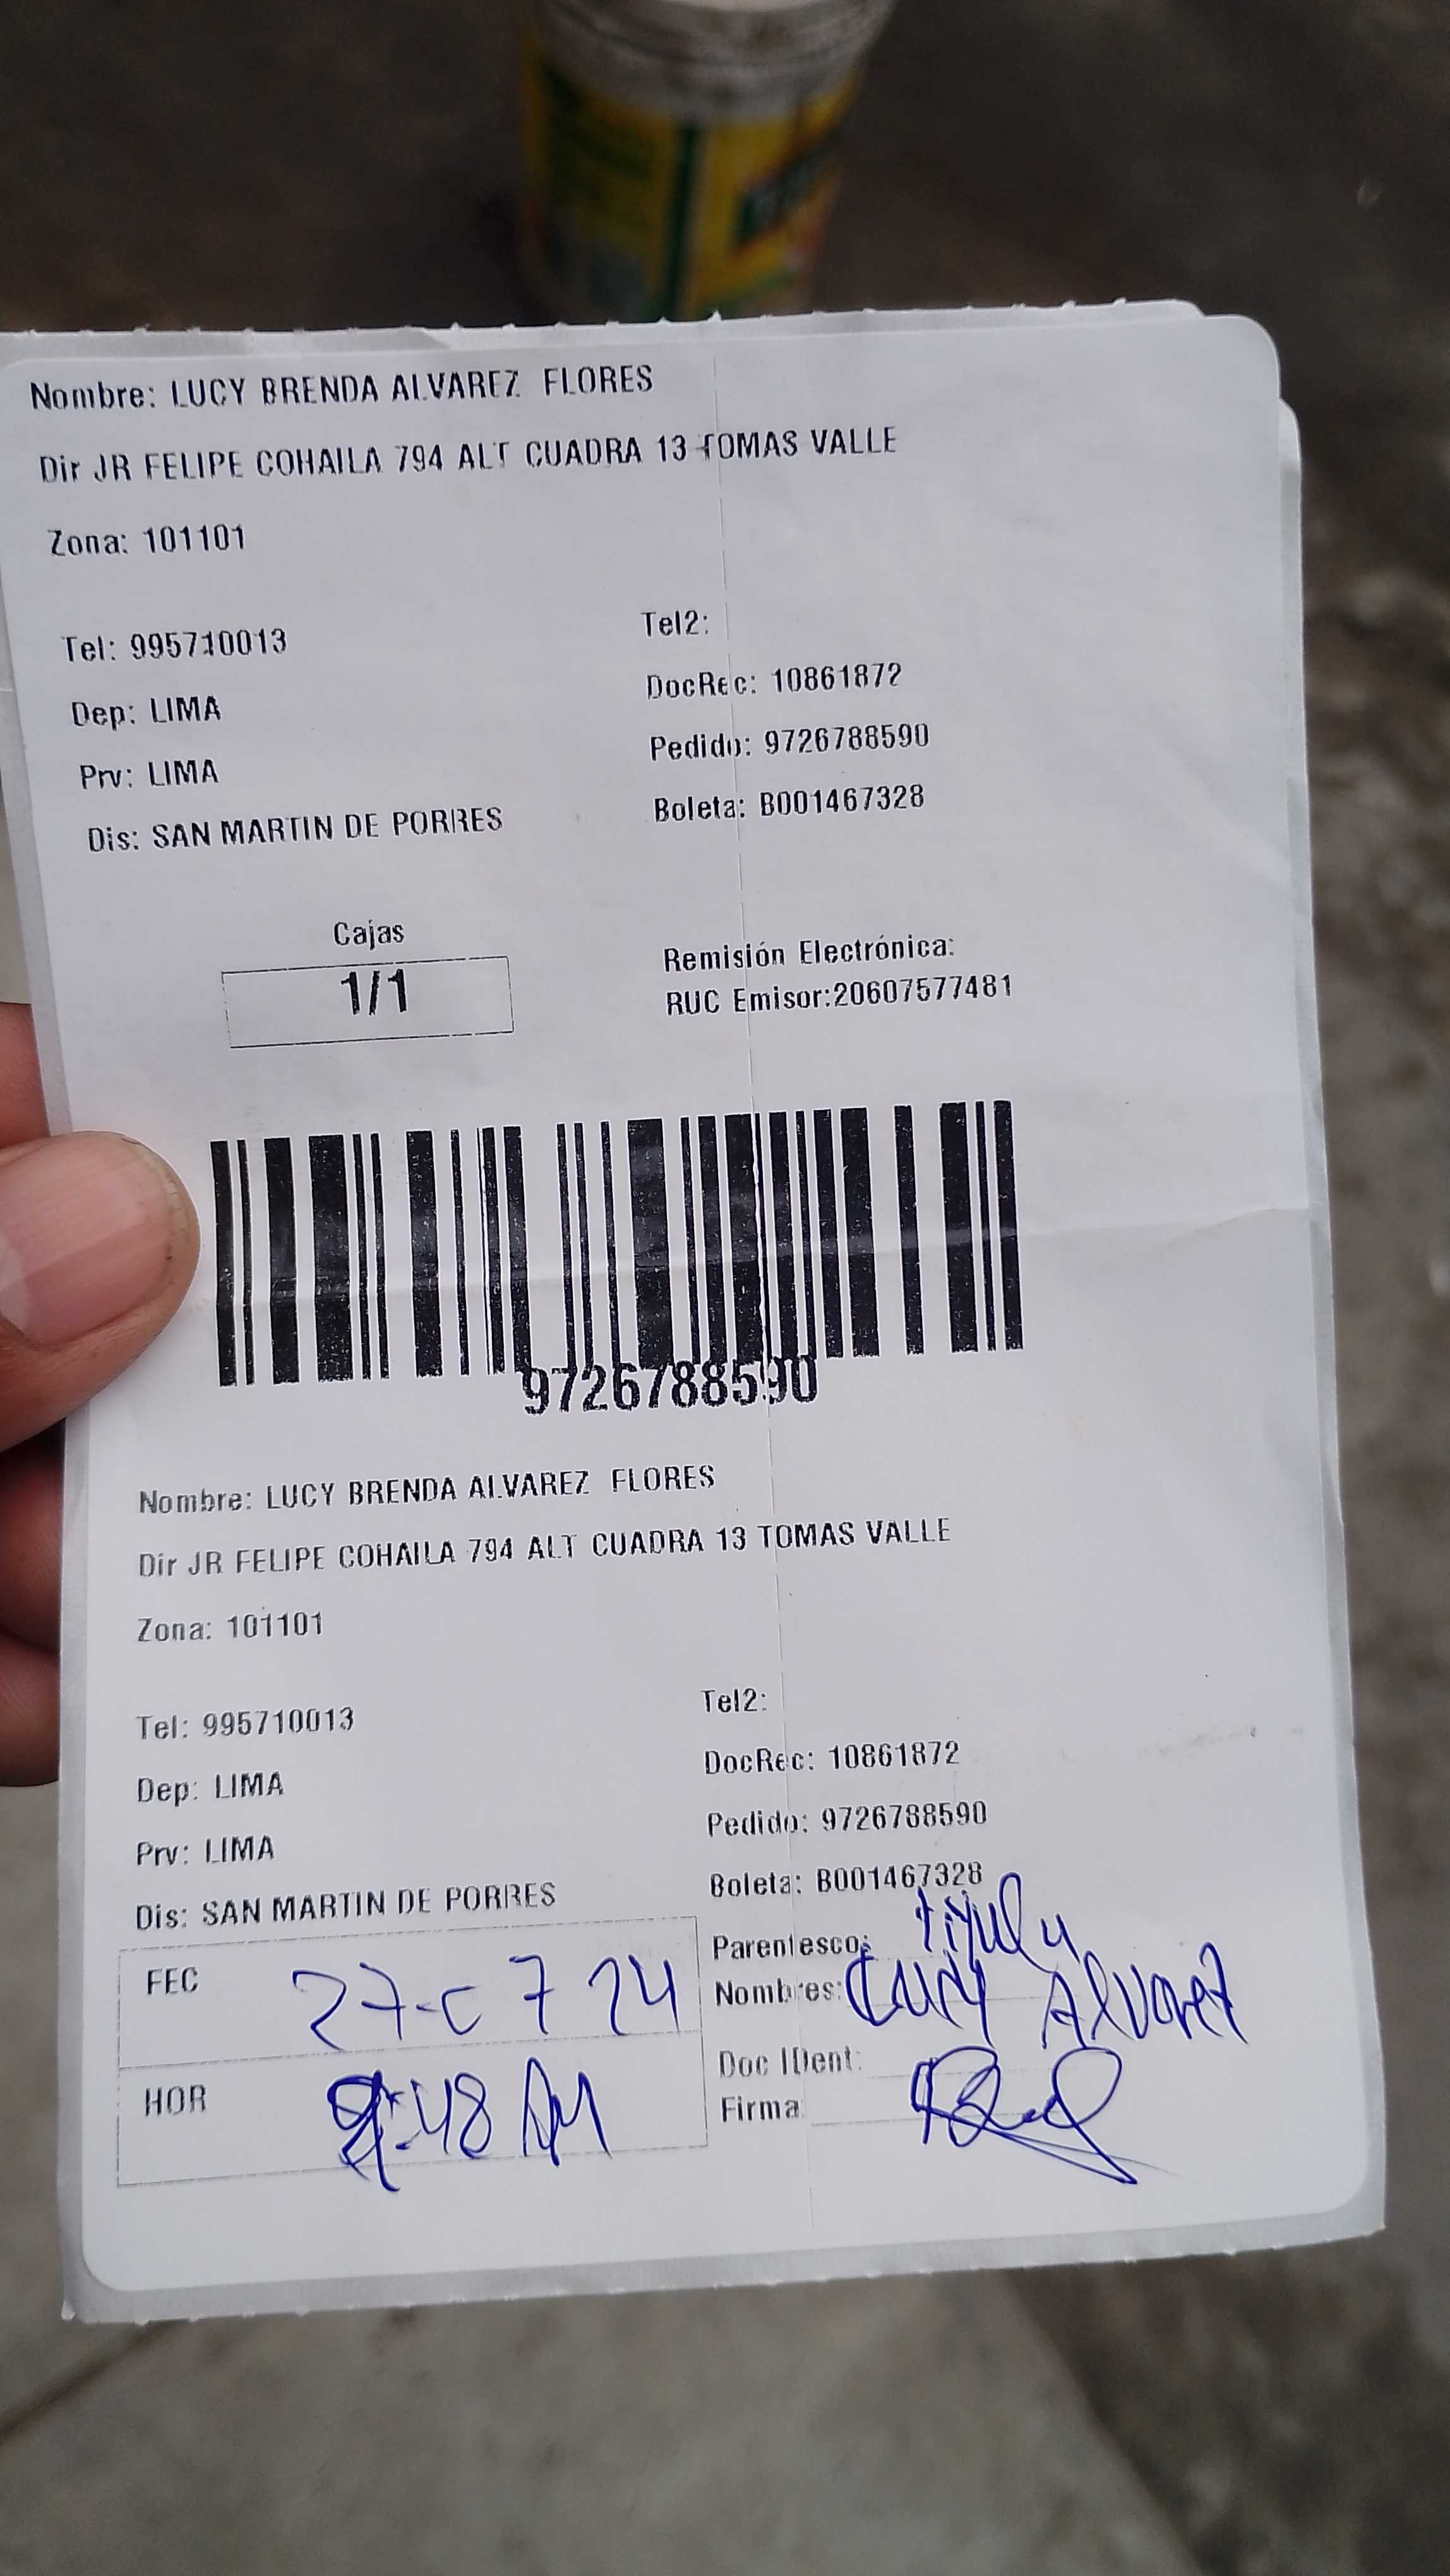 Nombre: LUCY BRENDA ALVAREZ FLORES
Dir JR FELIPE COHAILA 794 ALT CUADRA 13 TOMAS VALLE
Zona: 101101
Tel: 995710013
Tel2:
Dep: LIMA
DocRec: 10861872
Prv: LIMA
Pedido: 9726788590
Dis: SAN MARTIN DE PORRES
Boleta: B001467328
Cajas
1/1
Remisión Electrónica:
RUC Emisor:20607577481
9726788590
Nombre: LUCY BRENDA ALVAREZ FLORES
Dir JR FELIPE COHAILA 794 ALT CUADRA 13 TOMAS VALLE
Zona: 101101
Tel: 995710013
Tel2:
Dep: LIMA
DocRec: 10861872
Prv: LIMA
Pedido: 9726788590
Dis: SAN MARTIN DE PORRES
Boleta: B001467328
FEC 27-07 24
Parentesco:
Nombres: Lucy Alvarez
HOR 9:48 AM
Doc IDent:
Firma